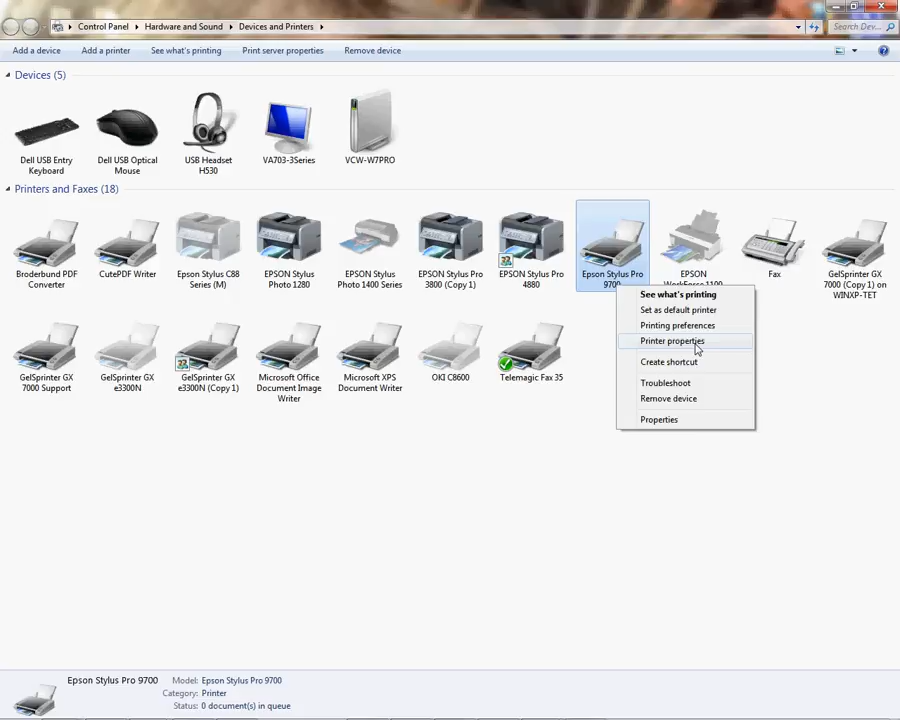 Control Panel ▸ Hardware and Sound ▸ Devices and Printers ▸
Search Dev...
Add a device Add a printer See what's printing Print server properties Remove device
Devices (5)
Dell USB Entry Keyboard
Dell USB Optical Mouse
USB Headset H530
VA703-3Series
VCW-W7PRO
Printers and Faxes (18)
Broderbund PDF Converter
CutePDF Writer
Epson Stylus C88 Series (M)
EPSON Stylus Photo 1280
EPSON Stylus Photo 1400 Series
EPSON Stylus Pro 3800 (Copy 1)
EPSON Stylus Pro 4880
Epson Stylus Pro 9700
EPSON WorkForce 1100
Fax
GelSprinter GX 7000 (Copy 1) on WINXP-TET
See what's printing
Set as default printer
Printing preferences
Printer properties
Create shortcut
Troubleshoot
Remove device
Properties
GelSprinter GX 7000 Support
GelSprinter GX e3300N
GelSprinter GX e3300N (Copy 1)
Microsoft Office Document Image Writer
Microsoft XPS Document Writer
OKI C8600
Telemagic Fax 35
Epson Stylus Pro 9700
Model: Epson Stylus Pro 9700
Category: Printer
Status: 0 document(s) in queue